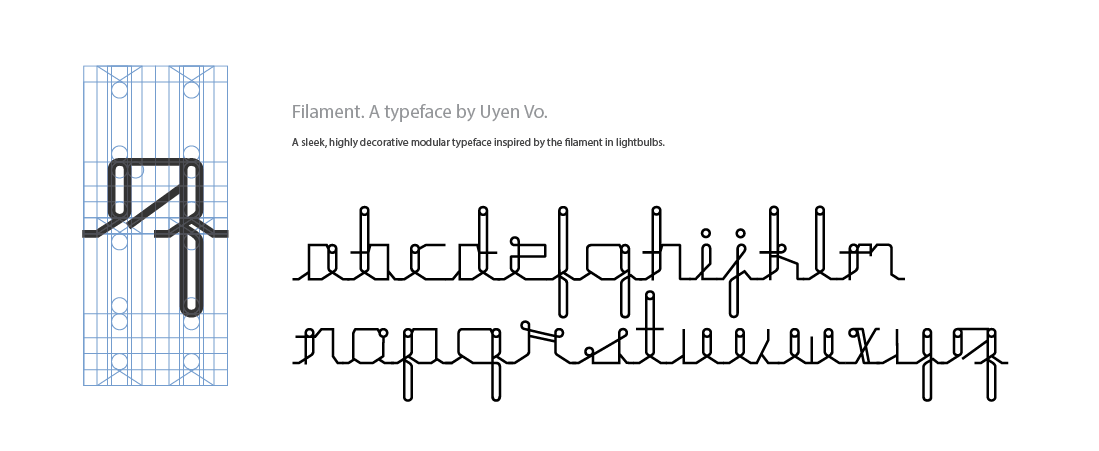 z
Filament. A typeface by Uyen Vo.
A sleek, highly decorative modular typeface inspired by the filament in lightbulbs.
abcdefghijklm
nopqrstuvwxyz